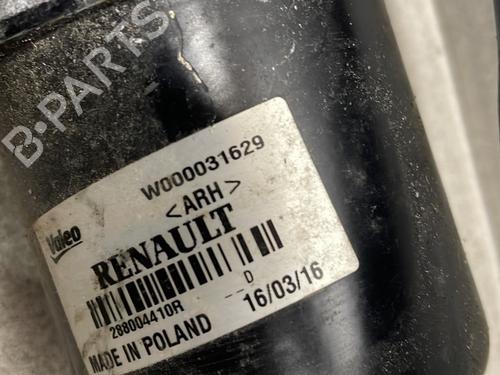 B-PARTS
W000031629
<ARH>
Valeo
RENAULT
288004410R
--D
16/03/16
MADE IN POLAND